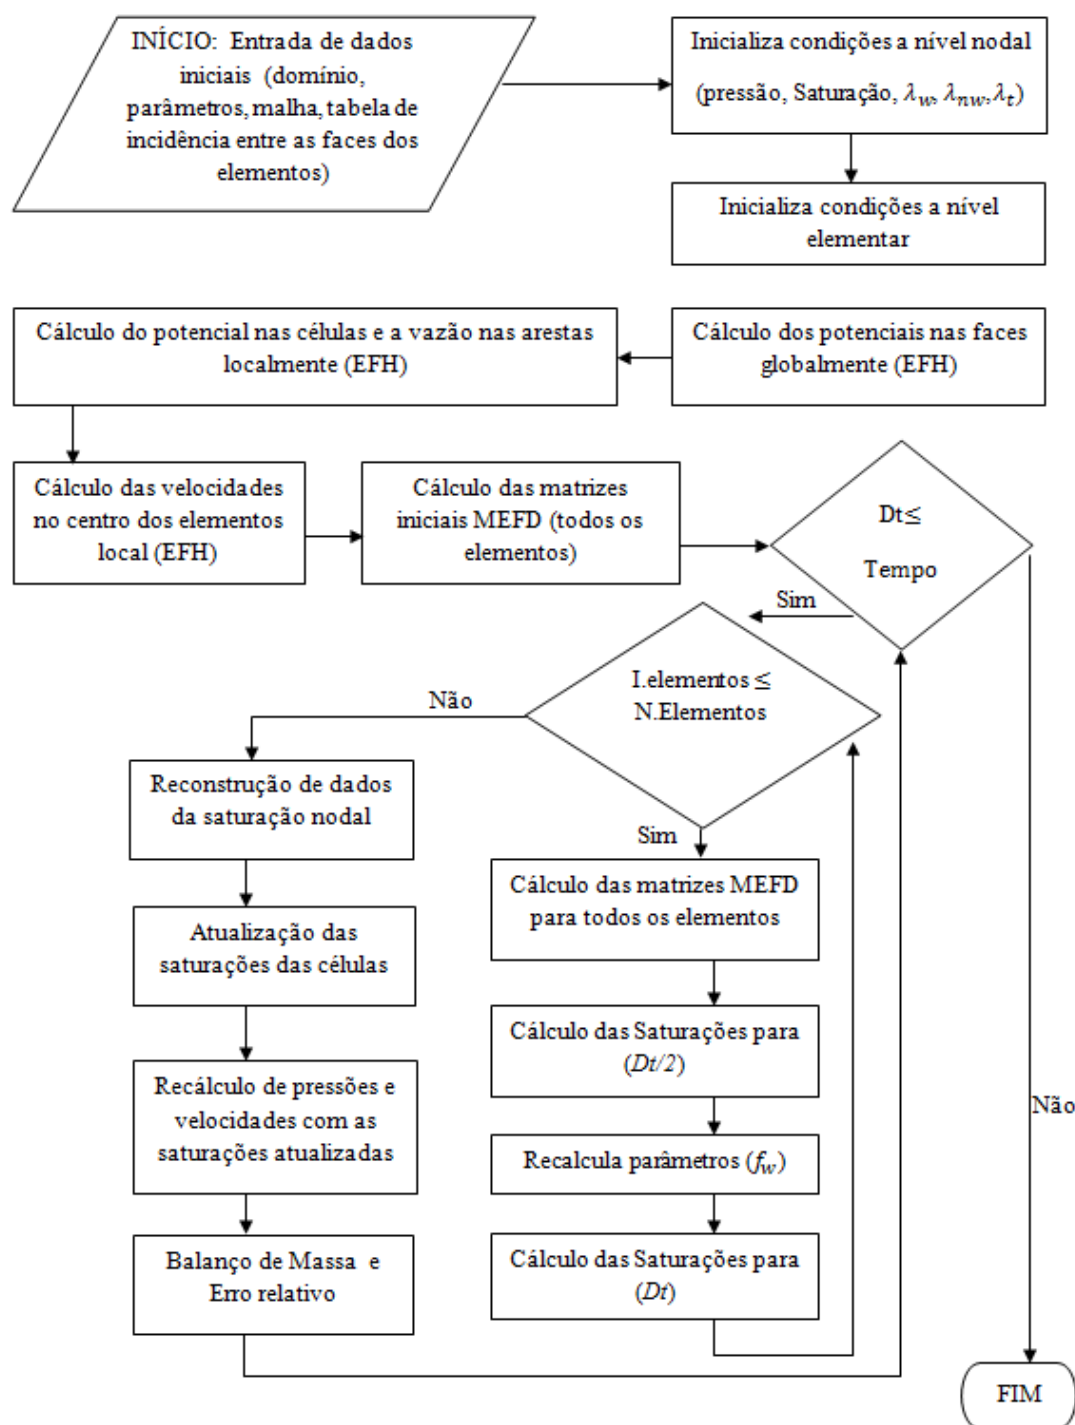 INÍCIO: Entrada de dados
iniciais (domínio,
parâmetros, malha, tabela de
incidência entre as faces dos
elementos)
Inicializa condições a nível nodal
(pressão, Saturação, λw, λnw, λt)
Inicializa condições a nível
elementar
Cálculo do potencial nas células e a vazão nas arestas
localmente (EFH)
Cálculo dos potenciais nas faces
globalmente (EFH)
Cálculo das velocidades
no centro dos elementos
local (EFH)
Cálculo das matrizes
iniciais MEFD (todos os
elementos)
Dt≤
Tempo
Sim
I.elementos ≤
N.Elementos
Não
Reconstrução de dados
da saturação nodal
Atualização das
saturações das células
Recálculo de pressões e
velocidades com as
saturações atualizadas
Balanço de Massa e
Erro relativo
Sim
Cálculo das matrizes MEFD
para todos os elementos
Cálculo das Saturações para
(Dt/2)
Recalcula parâmetros (fw)
Cálculo das Saturações para
(Dt)
Não
FIM